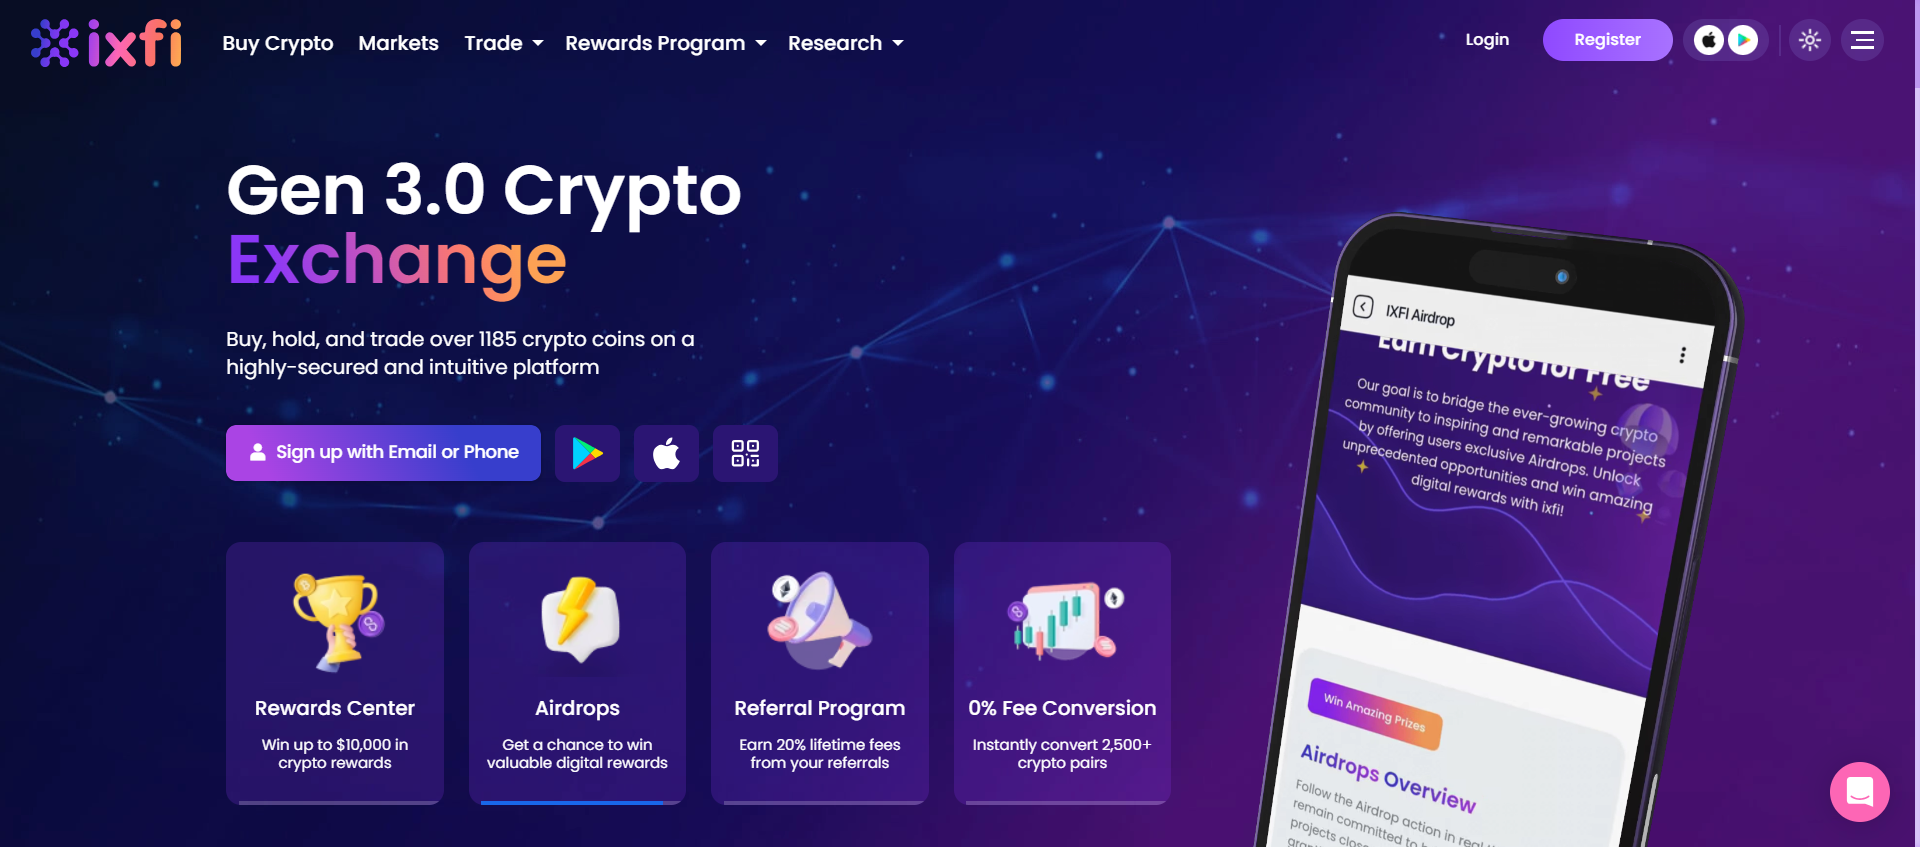 ixfi
Buy Crypto
Markets
Trade
Rewards Program
Research
Login
Register
Gen 3.0 Crypto
Exchange
Buy, hold, and trade over 1185 crypto coins on a
highly-secured and intuitive platform
Sign up with Email or Phone
Rewards Center
Win up to $10,000 in
crypto rewards
Airdrops
Get a chance to win
valuable digital rewards
Referral Program
Earn 20% lifetime fees
from your referrals
0% Fee Conversion
Instantly convert 2,500+
crypto pairs
IXFI Airdrop
Earn Crypto for Free
Our goal is to bridge the ever-growing crypto
community to inspiring and remarkable projects
by offering users exclusive Airdrops. Unlock
unprecedented opportunities and win amazing
digital rewards with ixfi!
Win Amazing Prizes
Airdrops Overview
Follow the Airdrop action in real
remain committed to
projects